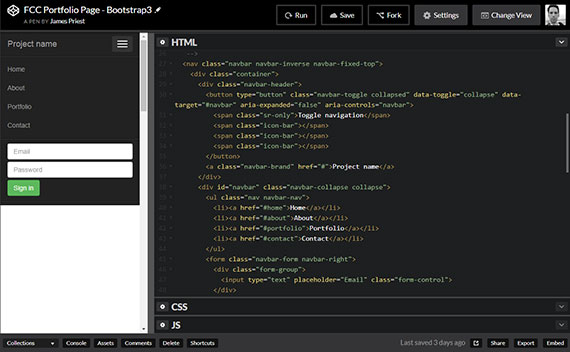 FCC Portfolio Page - Bootstrap3
A PEN BY James Priest
Run
Save
Fork
Settings
Change View
Project name
Home
About
Portfolio
Contact
Email
Password
Sign in
HTML
-->
<nav class="navbar navbar-inverse navbar-fixed-top">
<div class="container">
<div class="navbar-header">
<button type="button" class="navbar-toggle collapsed" data-toggle="collapse" data-
target="#navbar" aria-expanded="false" aria-controls="navbar">
<span class="sr-only">Toggle navigation</span>
<span class="icon-bar"></span>
<span class="icon-bar"></span>
<span class="icon-bar"></span>
</button>
<a class="navbar-brand" href="#">Project name</a>
</div>
<div id="navbar" class="navbar-collapse collapse">
<ul class="nav navbar-nav">
<li><a href="#home">Home</a></li>
<li><a href="#about">About</a></li>
<li><a href="#portfolio">Portfolio</a></li>
<li><a href="#contact">Contact</a></li>
</ul>
<form class="navbar-form navbar-right">
<div class="form-group">
<input type="text" placeholder="Email" class="form-control">
</div>
CSS
JS
Collections
Console
Assets
Comments
Delete
Shortcuts
Last saved 3 days ago
Share
Export
Embed